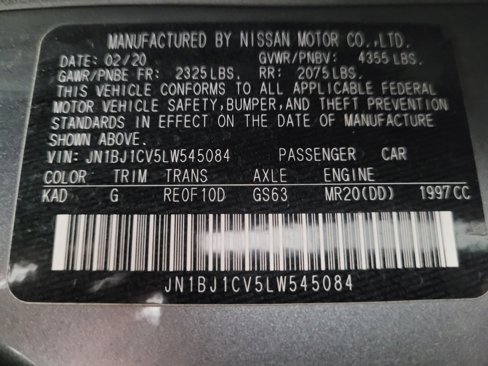 MANUFACTURED BY NISSAN MOTOR CO.,LTD.
DATE: 02/20 GVWR/PNBV: 4355 LBS.
GAWR/PNBE FR: 2325 LBS. RR: 2075 LBS.
THIS VEHICLE CONFORMS TO ALL APPLICABLE FEDERAL
MOTOR VEHICLE SAFETY, BUMPER, AND THEFT PREVENTION
STANDARDS IN EFFECT ON THE DATE OF MANUFACTURE
SHOWN ABOVE.
VIN: JN1BJ1CV5LW545084 PASSENGER CAR
COLOR TRIM TRANS AXLE ENGINE
KAD G RE0F10D GS63 MR20(DD) 1997CC
JN1BJ1CV5LW545084